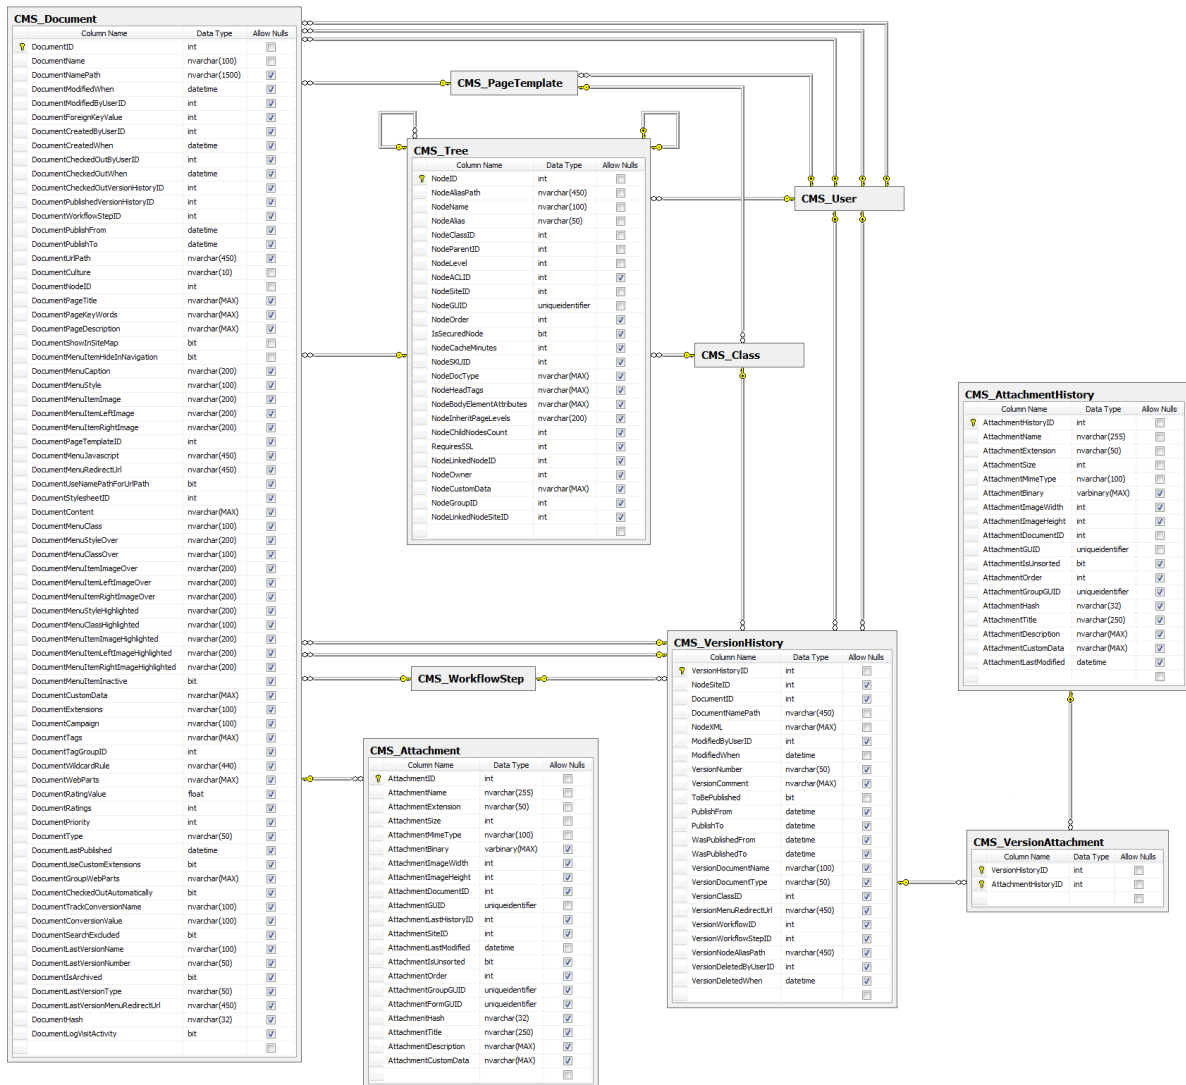 CMS_Document
Column Name Data Type Allow Nulls
DocumentID int
DocumentName nvarchar(100)
DocumentNamePath nvarchar(1500)
DocumentModifiedWhen datetime
DocumentModifiedByUserID int
DocumentForeignKeyValue int
DocumentCreatedByUserID int
DocumentCreatedWhen datetime
DocumentCheckedOutByUserID int
DocumentCheckedOutWhen datetime
DocumentCheckedOutVersionHistoryID int
DocumentPublishedVersionHistoryID int
DocumentWorkflowStepID int
DocumentPublishFrom datetime
DocumentPublishTo datetime
DocumentUrlPath nvarchar(450)
DocumentCulture nvarchar(10)
DocumentNodeID int
DocumentPageTitle nvarchar(MAX)
DocumentPageKeyWords nvarchar(MAX)
DocumentPageDescription nvarchar(MAX)
DocumentShowInSiteMap bit
DocumentMenuItemHideInNavigation bit
DocumentMenuCaption nvarchar(200)
DocumentMenuStyle nvarchar(100)
DocumentMenuItemImage nvarchar(200)
DocumentMenuItemLeftImage nvarchar(200)
DocumentMenuItemRightImage nvarchar(200)
DocumentPageTemplateID int
DocumentMenuJavascript nvarchar(450)
DocumentMenuRedirectUrl nvarchar(450)
DocumentUseNamePathForUrlPath bit
DocumentStylesheetID int
DocumentContent nvarchar(MAX)
DocumentMenuClass nvarchar(100)
DocumentMenuStyleOver nvarchar(200)
DocumentMenuClassOver nvarchar(100)
DocumentMenuItemImageOver nvarchar(200)
DocumentMenuItemLeftImageOver nvarchar(200)
DocumentMenuItemRightImageOver nvarchar(200)
DocumentMenuStyleHighlighted nvarchar(200)
DocumentMenuClassHighlighted nvarchar(100)
DocumentMenuItemImageHighlighted nvarchar(200)
DocumentMenuItemLeftImageHighlighted nvarchar(200)
DocumentMenuItemRightImageHighlighted nvarchar(200)
DocumentMenuItemInactive bit
DocumentCustomData nvarchar(MAX)
DocumentExtensions nvarchar(100)
DocumentCampaign nvarchar(100)
DocumentTags nvarchar(MAX)
DocumentTagGroupID int
DocumentWildcardRule nvarchar(440)
DocumentWebParts nvarchar(MAX)
DocumentRatingValue float
DocumentRatings int
DocumentPriority int
DocumentType nvarchar(50)
DocumentLastPublished datetime
DocumentUseCustomExtensions bit
DocumentGroupWebParts nvarchar(MAX)
DocumentCheckedOutAutomatically bit
DocumentTrackConversionName nvarchar(100)
DocumentConversionValue nvarchar(100)
DocumentSearchExcluded bit
DocumentLastVersionName nvarchar(100)
DocumentLastVersionNumber nvarchar(50)
DocumentIsArchived bit
DocumentLastVersionType nvarchar(50)
DocumentLastVersionMenuRedirectUrl nvarchar(450)
DocumentHash nvarchar(32)
DocumentLogVisitActivity bit
CMS_PageTemplate
CMS_Tree
Column Name Data Type Allow Nulls
NodeID int
NodeAliasPath nvarchar(450)
NodeName nvarchar(100)
NodeAlias nvarchar(50)
NodeClassID int
NodeParentID int
NodeLevel int
NodeACLID int
NodeSiteID int
NodeGUID uniqueidentifier
NodeOrder int
IsSecuredNode bit
NodeCacheMinutes int
NodeSKUID int
NodeDocType nvarchar(MAX)
NodeHeadTags nvarchar(MAX)
NodeBodyElementAttributes nvarchar(MAX)
NodeInheritPageLevels nvarchar(200)
NodeChildNodesCount int
RequiresSSL int
NodeLinkedNodeID int
NodeOwner int
NodeCustomData nvarchar(MAX)
NodeGroupID int
NodeLinkedNodeSiteID int
CMS_User
CMS_Class
CMS_WorkflowStep
CMS_Attachment
Column Name Data Type Allow Nulls
AttachmentID int
AttachmentName nvarchar(255)
AttachmentExtension nvarchar(50)
AttachmentSize int
AttachmentMimeType nvarchar(100)
AttachmentBinary varbinary(MAX)
AttachmentImageWidth int
AttachmentImageHeight int
AttachmentDocumentID int
AttachmentGUID uniqueidentifier
AttachmentLastHistoryID int
AttachmentSiteID int
AttachmentLastModified datetime
AttachmentIsUnsorted bit
AttachmentOrder int
AttachmentGroupGUID uniqueidentifier
AttachmentFormGUID uniqueidentifier
AttachmentHash nvarchar(32)
AttachmentTitle nvarchar(250)
AttachmentDescription nvarchar(MAX)
AttachmentCustomData nvarchar(MAX)
CMS_VersionHistory
Column Name Data Type Allow Nulls
VersionHistoryID int
NodeSiteID int
DocumentID int
DocumentNamePath nvarchar(450)
NodeXML nvarchar(MAX)
ModifiedByUserID int
ModifiedWhen datetime
VersionNumber nvarchar(50)
VersionComment nvarchar(MAX)
ToBePublished bit
PublishFrom datetime
PublishTo datetime
WasPublishedFrom datetime
WasPublishedTo datetime
VersionDocumentName nvarchar(100)
VersionDocumentType nvarchar(50)
VersionClassID int
VersionMenuRedirectUrl nvarchar(450)
VersionWorkflowID int
VersionWorkflowStepID int
VersionNodeAliasPath nvarchar(450)
VersionDeletedByUserID int
VersionDeletedWhen datetime
CMS_AttachmentHistory
Column Name Data Type Allow Nulls
AttachmentHistoryID int
AttachmentName nvarchar(255)
AttachmentExtension nvarchar(50)
AttachmentSize int
AttachmentMimeType nvarchar(100)
AttachmentBinary varbinary(MAX)
AttachmentImageWidth int
AttachmentImageHeight int
AttachmentDocumentID int
AttachmentGUID uniqueidentifier
AttachmentIsUnsorted bit
AttachmentOrder int
AttachmentGroupGUID uniqueidentifier
AttachmentHash nvarchar(32)
AttachmentTitle nvarchar(250)
AttachmentDescription nvarchar(MAX)
AttachmentCustomData nvarchar(MAX)
AttachmentLastModified datetime
CMS_VersionAttachment
Column Name Data Type Allow Nulls
VersionHistoryID int
AttachmentHistoryID int